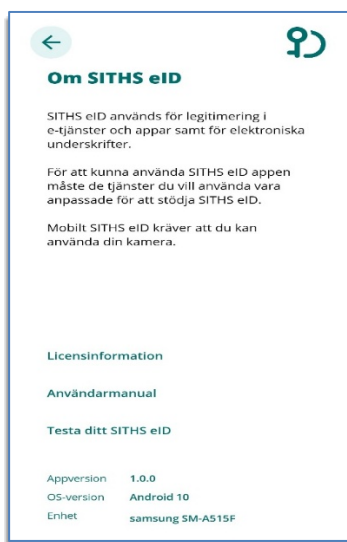 Om SITHS eID
SITHS eID används för legitimering i
e-tjänster och appar samt för elektroniska
underskrifter.
För att kunna använda SITHS eID appen
måste de tjänster du vill använda vara
anpassade för att stödja SITHS eID.
Mobilt SITHS eID kräver att du kan
använda din kamera.
Licensinformation
Användarmanual
Testa ditt SITHS eID
Appversion 1.0.0
OS-version Android 10
Enhet samsung SM-A515F